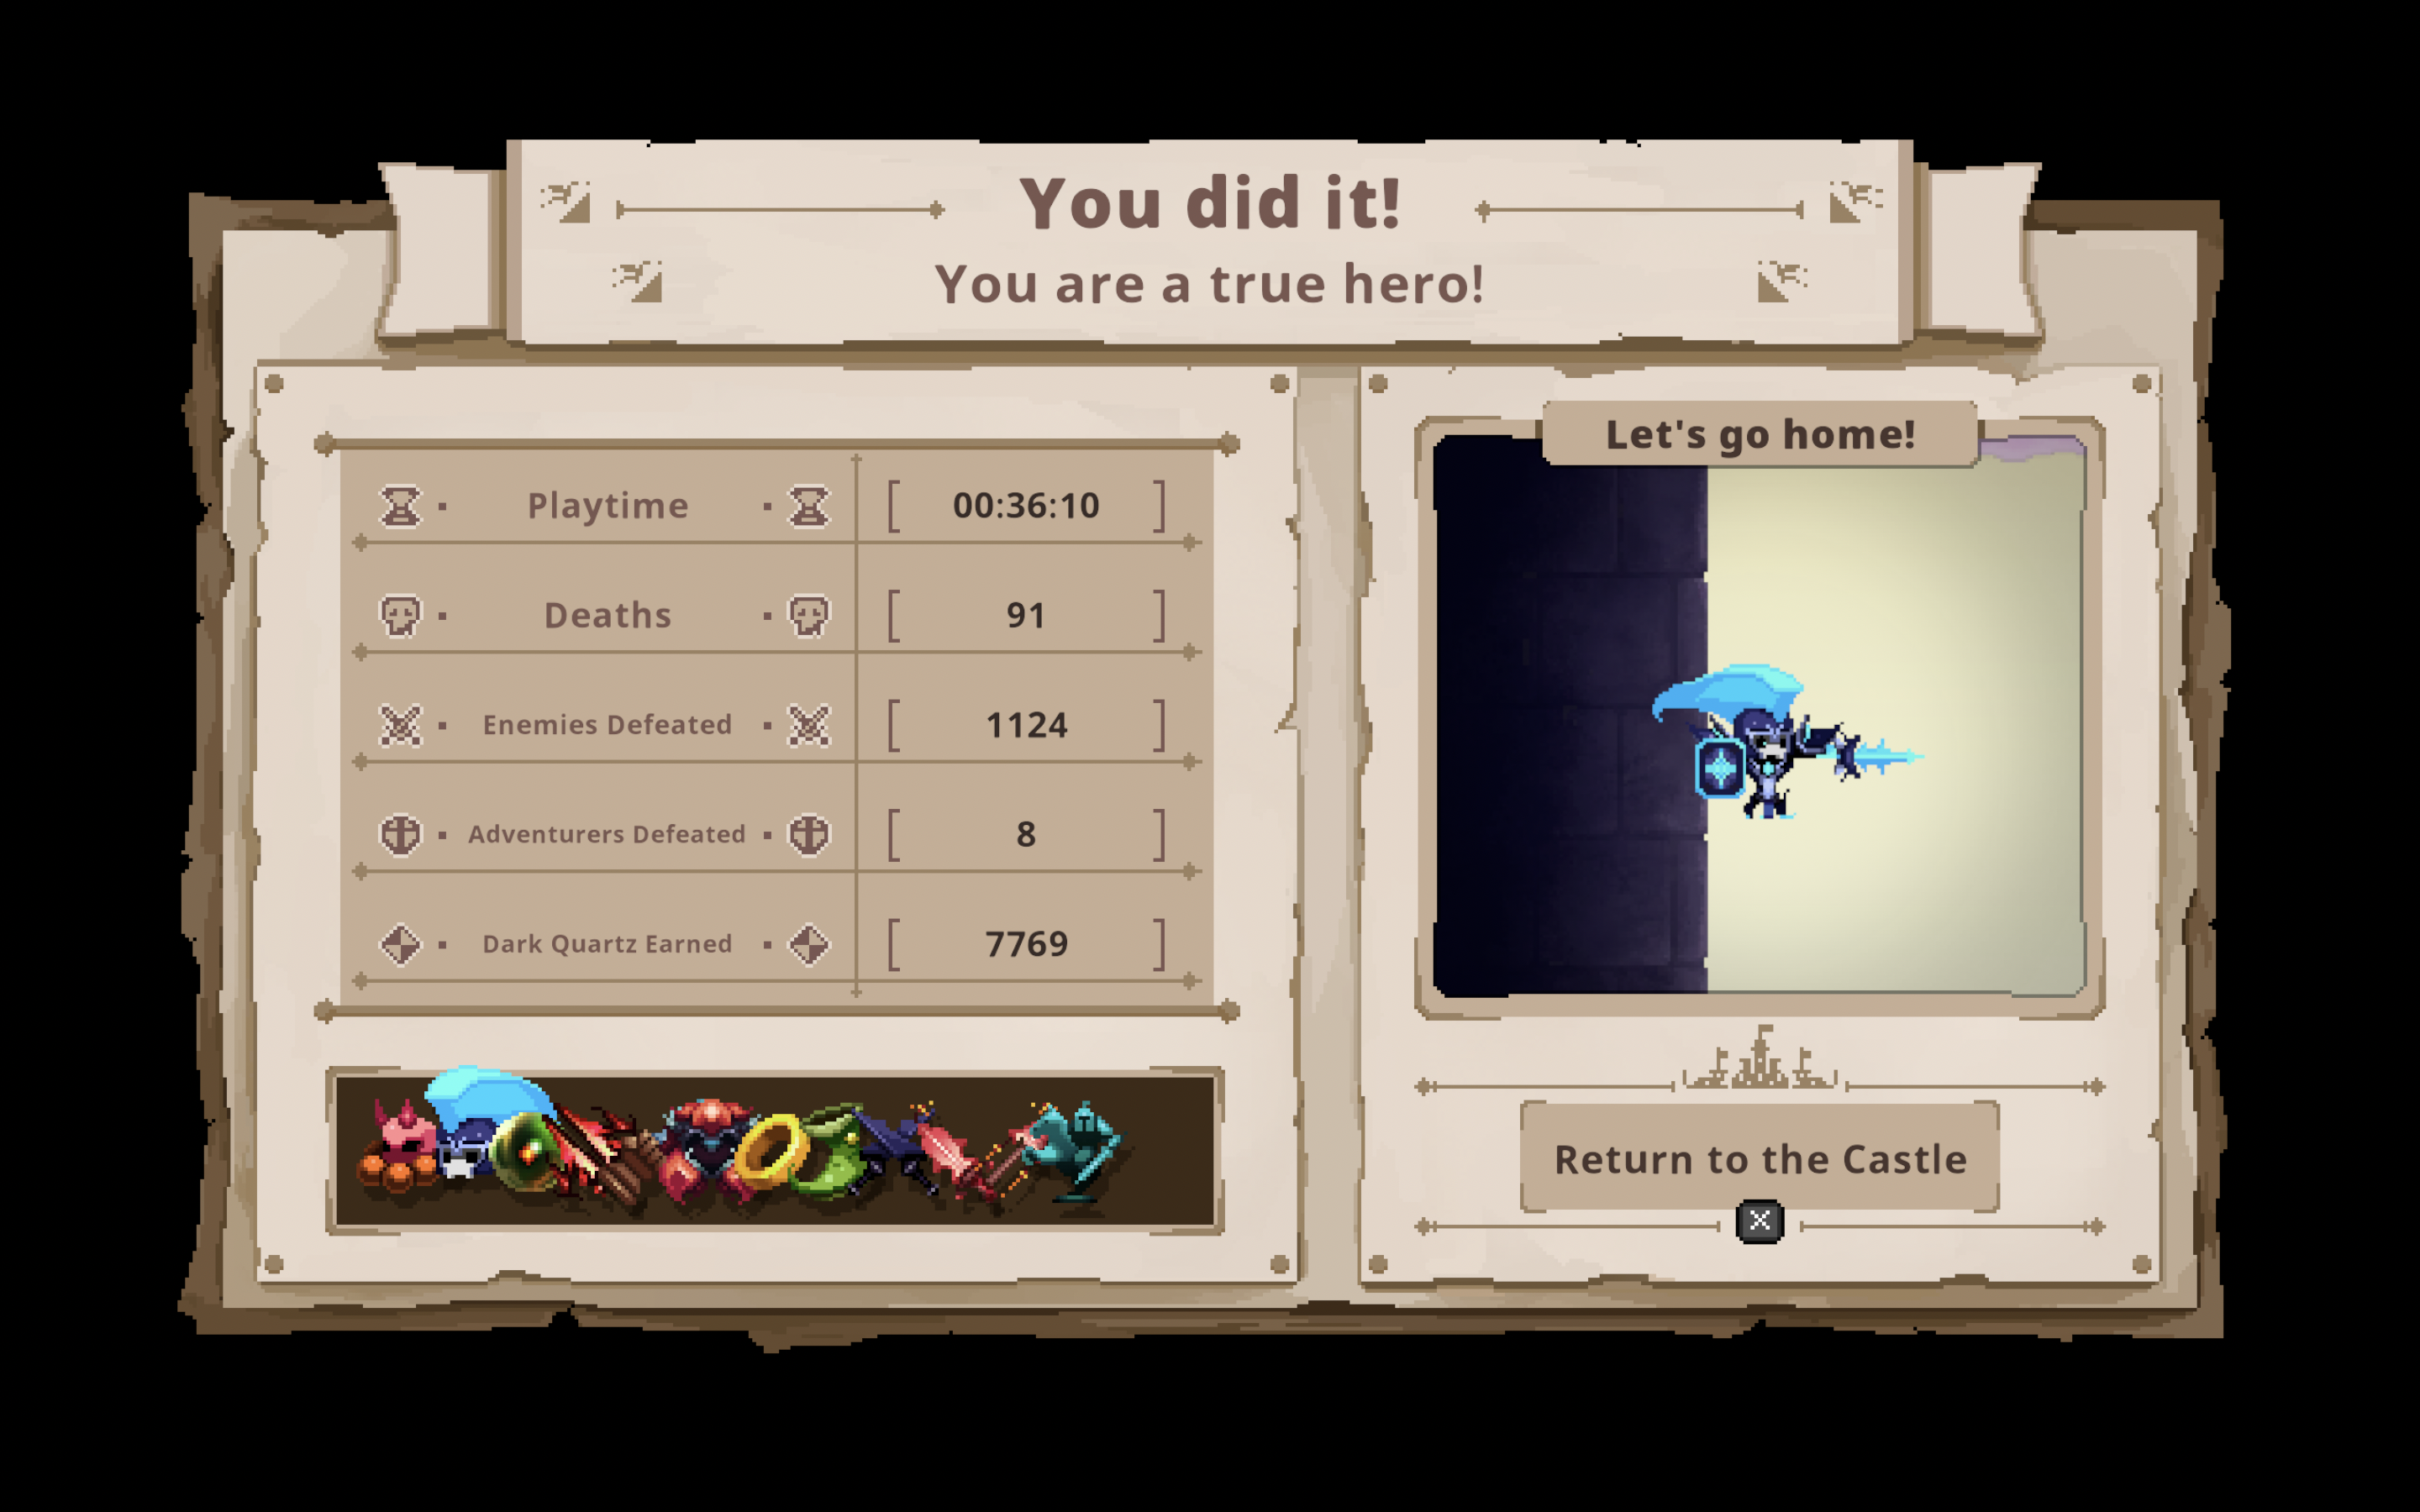 You did it!
You are a true hero!
Playtime [ 00:36:10 ]
Deaths [ 91 ]
Enemies Defeated [ 1124 ]
Adventurers Defeated [ 8 ]
Dark Quartz Earned [ 7769 ]
Let's go home!
Return to the Castle
X